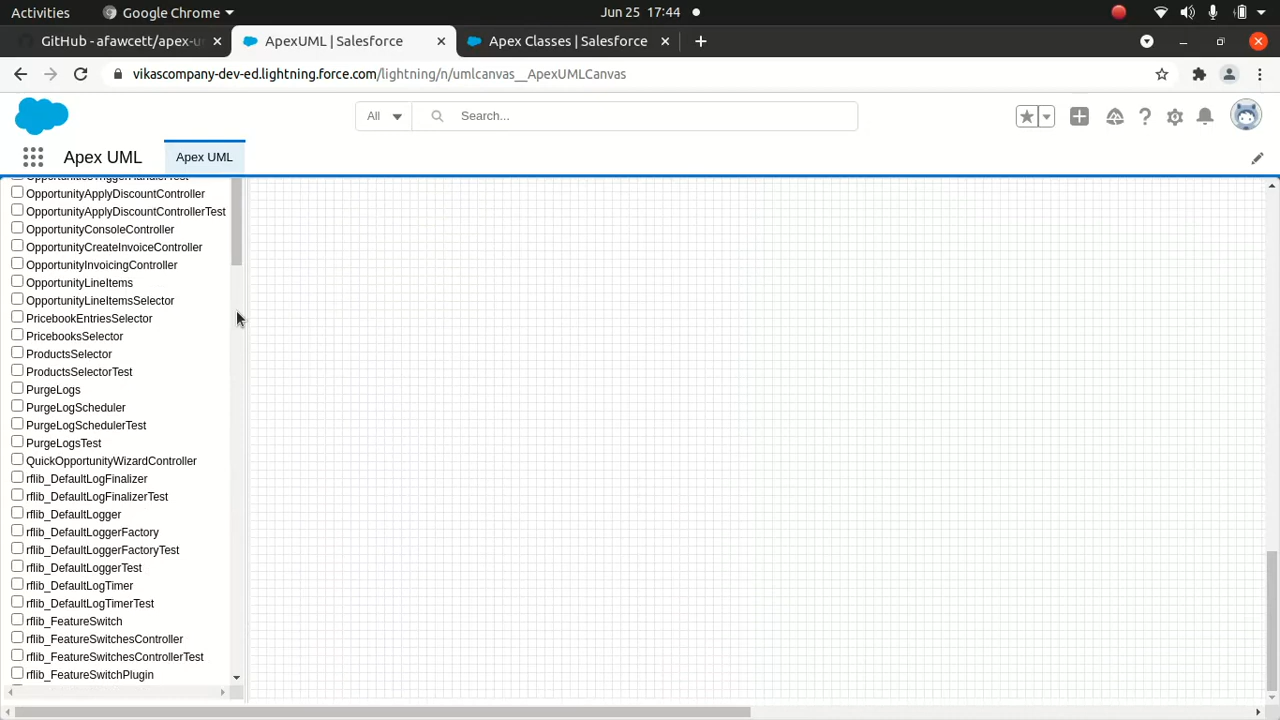 Activities
Google Chrome
Jun 25 17:44
GitHub - afawcett/apex-u
ApexUML | Salesforce
Apex Classes | Salesforce
vikascompany-dev-ed.lightning.force.com/lightning/n/umlcanvas__ApexUMLCanvas
All
Search...
Apex UML
Apex UML
OpportunitiesTriggerHandlerTest
OpportunityApplyDiscountController
OpportunityApplyDiscountControllerTest
OpportunityConsoleController
OpportunityCreateInvoiceController
OpportunityInvoicingController
OpportunityLineItems
OpportunityLineItemsSelector
PricebookEntriesSelector
PricebooksSelector
ProductsSelector
ProductsSelectorTest
PurgeLogs
PurgeLogScheduler
PurgeLogSchedulerTest
PurgeLogsTest
QuickOpportunityWizardController
rflib_DefaultLogFinalizer
rflib_DefaultLogFinalizerTest
rflib_DefaultLogger
rflib_DefaultLoggerFactory
rflib_DefaultLoggerFactoryTest
rflib_DefaultLoggerTest
rflib_DefaultLogTimer
rflib_DefaultLogTimerTest
rflib_FeatureSwitch
rflib_FeatureSwitchesController
rflib_FeatureSwitchesControllerTest
rflib_FeatureSwitchPlugin